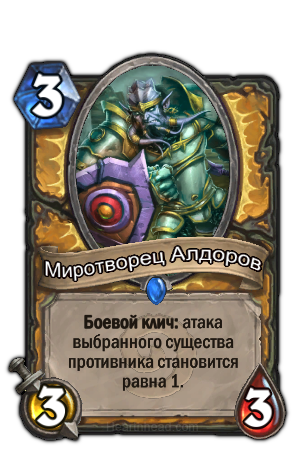 3
Миротворец Алдоров
Боевой клич: атака
выбранного существа
противника становится
равна 1.
3
3